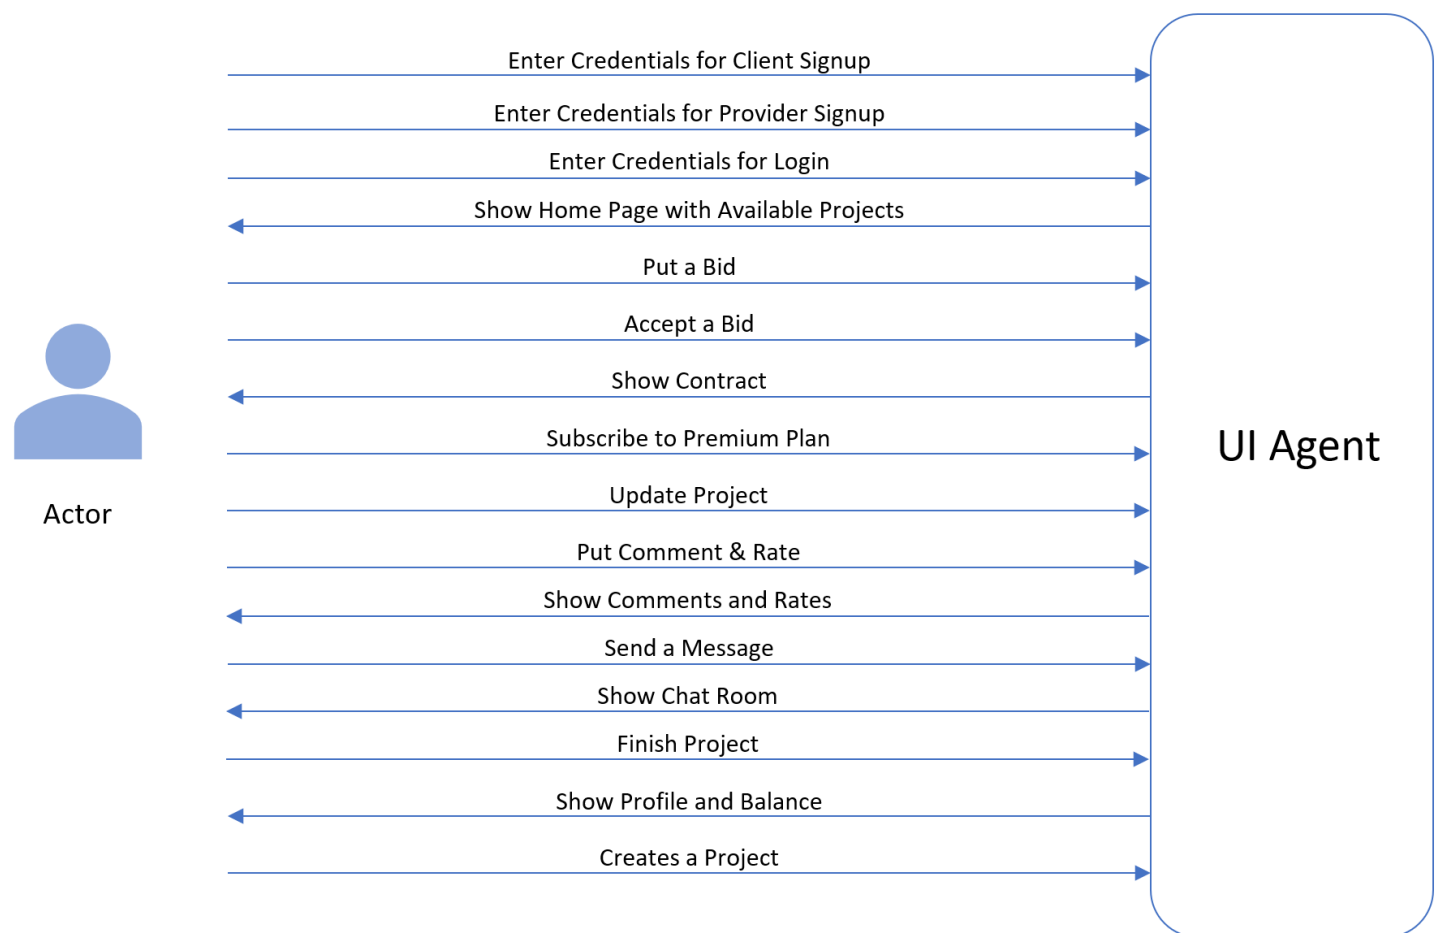 Enter Credentials for Client Signup
Enter Credentials for Provider Signup
Enter Credentials for Login
Show Home Page with Available Projects
Put a Bid
Accept a Bid
Show Contract
Subscribe to Premium Plan
UI Agent
Update Project
Actor
Put Comment & Rate
Show Comments and Rates
Send a Message
Show Chat Room
Finish Project
Show Profile and Balance
Creates a Project